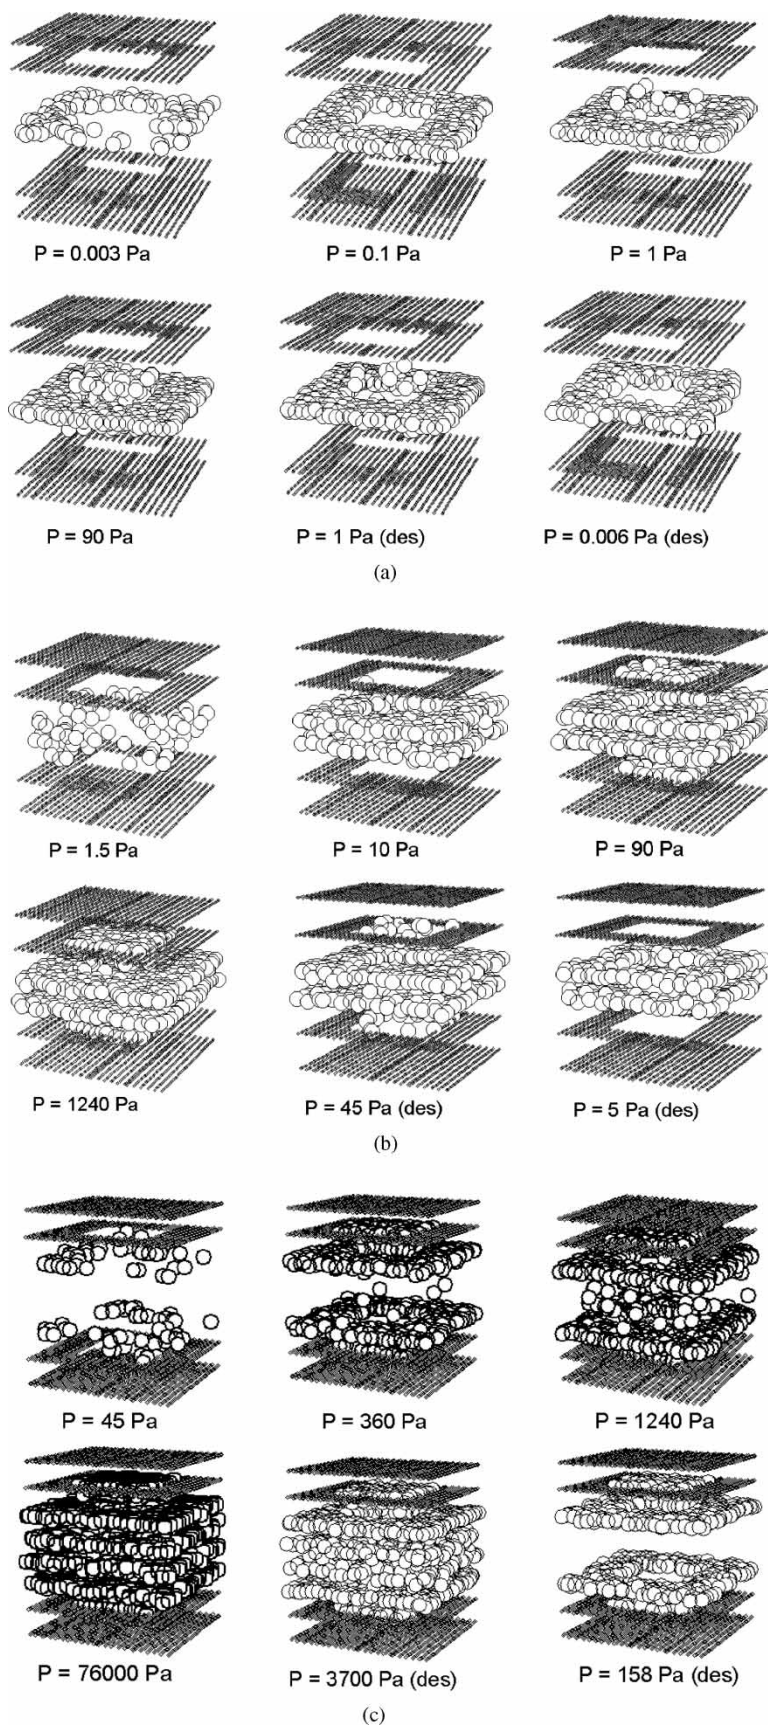 P = 0.003 Pa
P = 0.1 Pa
P = 1 Pa
P = 90 Pa
P = 1 Pa (des)
P = 0.006 Pa (des)
(a)
P = 1.5 Pa
P = 10 Pa
P = 90 Pa
P = 1240 Pa
P = 45 Pa (des)
P = 5 Pa (des)
(b)
P = 45 Pa
P = 360 Pa
P = 1240 Pa
P = 76000 Pa
P = 3700 Pa (des)
P = 158 Pa (des)
(c)